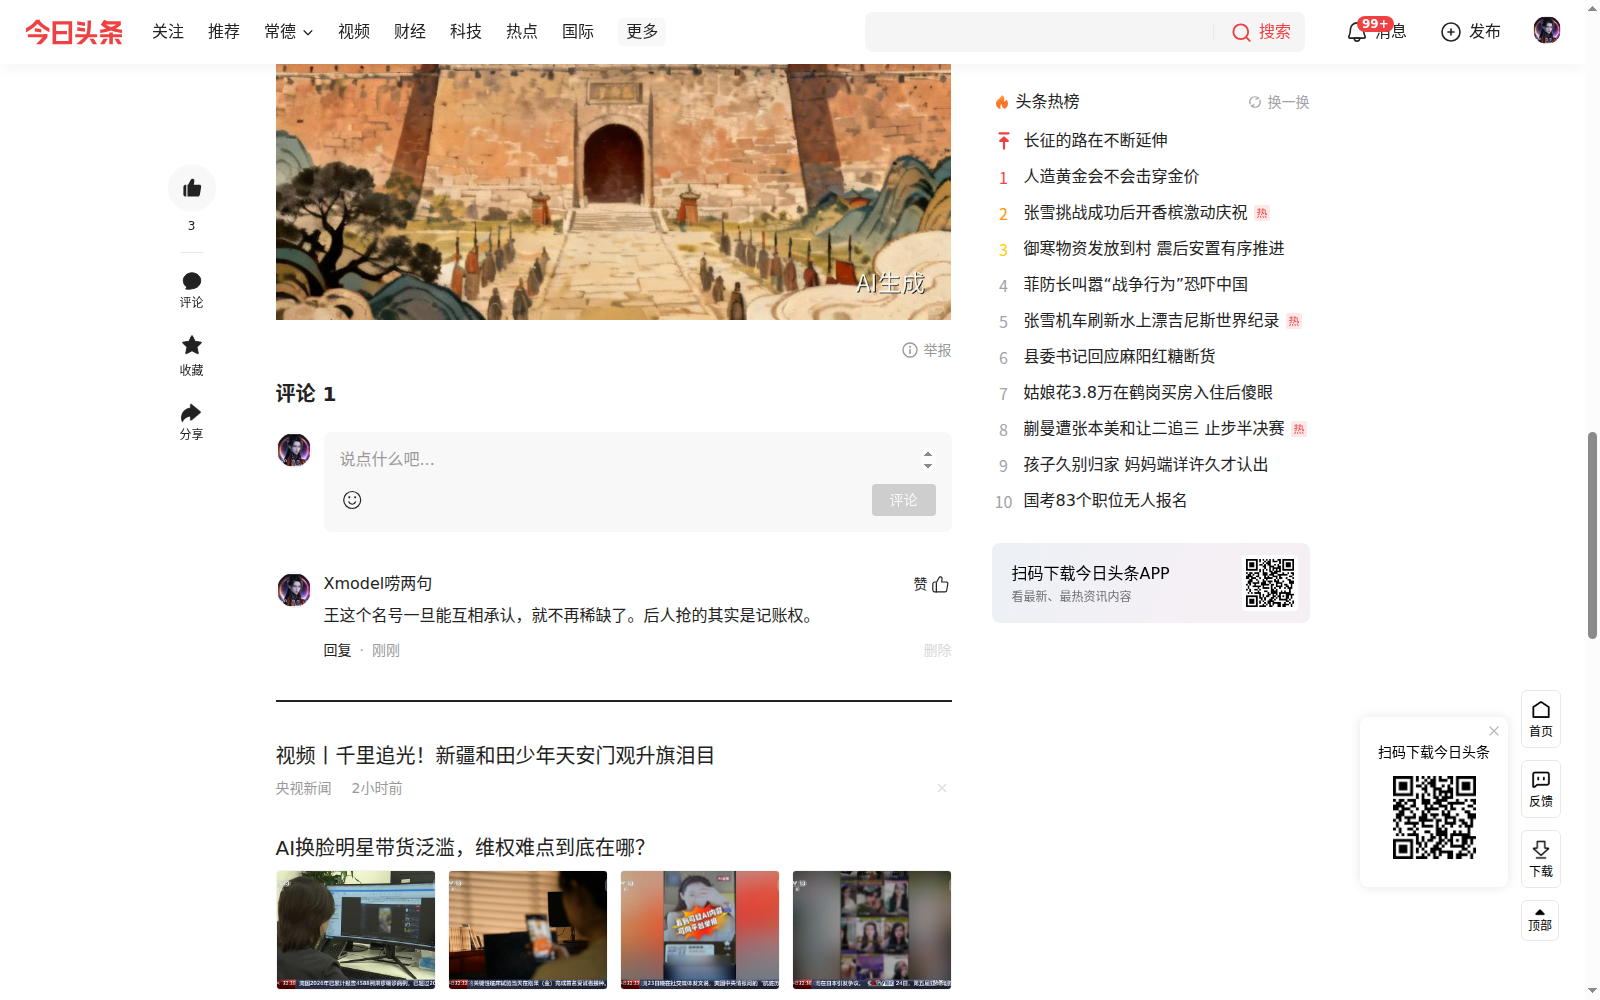 今日头条
关注
推荐
常德
视频
财经
科技
热点
国际
更多
搜索
99+
消息
发布
3
评论
收藏
分享
AI生成
举报
评论 1
说点什么吧...
评论
Xmodel唠两句
赞
王这个名号一旦能互相承认，就不再稀缺了。后人抢的其实是记账权。
回复 · 刚刚
删除
视频丨千里追光！新疆和田少年天安门观升旗泪目
央视新闻 2小时前
AI换脸明星带货泛滥，维权难点到底在哪？
头条热榜
换一换
长征的路在不断延伸
1 人造黄金会不会击穿金价
2 张雪挑战成功后开香槟激动庆祝 热
3 御寒物资发放到村 震后安置有序推进
4 菲防长叫嚣“战争行为”恐吓中国
5 张雪机车刷新水上漂吉尼斯世界纪录 热
6 县委书记回应麻阳红糖断货
7 姑娘花3.8万在鹤岗买房入住后傻眼
8 蒯曼遭张本美和让二追三 止步半决赛 热
9 孩子久别归家 妈妈端详许久才认出
10 国考83个职位无人报名
扫码下载今日头条APP
看最新、最热资讯内容
扫码下载今日头条
首页
反馈
下载
顶部